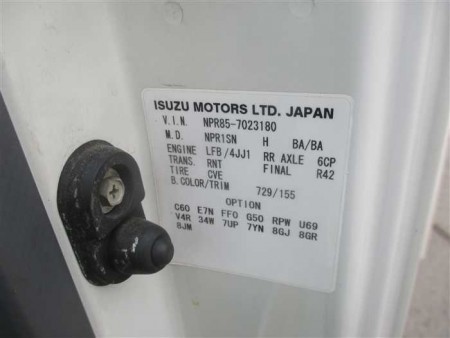 ISUZU MOTORS LTD. JAPAN
V.I.N. NPR85-7023180
M.D. NPR1SN H BA/BA
ENGINE LFB/4JJ1 RR AXLE 6CP
TRANS. RNT FINAL R42
TIRE CVE
B.COLOR/TRIM 729/155
OPTION
C60 E7N FF0 G50 RPW U69
V4R 34W 7UP 7YN 8GJ 8GR
8JM